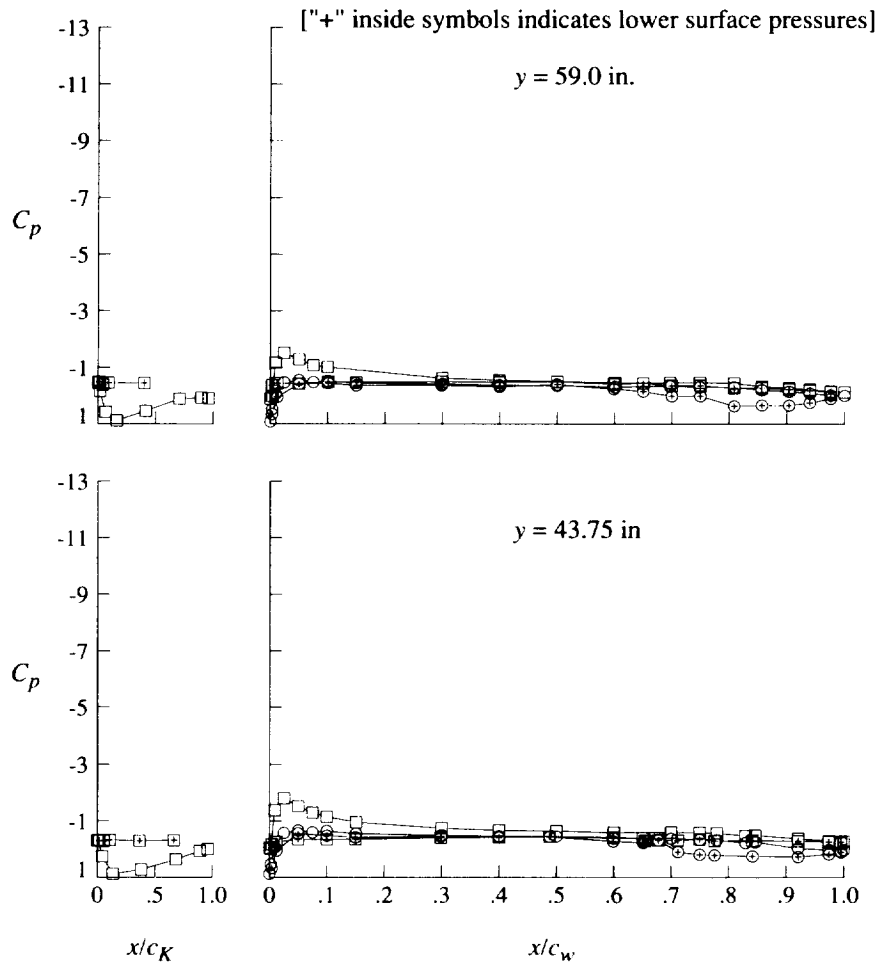 ["+" inside symbols indicates lower surface pressures]
-13
y = 59.0 in.
-11
-9
-7
C_p
-5
-3
-1
1
-13
y = 43.75 in
-11
-9
-7
C_p
-5
-3
-1
1
0 .5 1.0 0 .1 .2 .3 .4 .5 .6 .7 .8 .9 1.0
x/c_K x/c_w